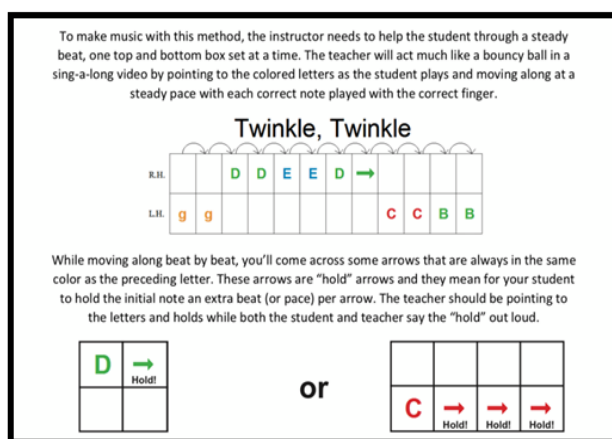 To make music with this method, the instructor needs to help the student through a steady
beat, one top and bottom box set at a time. The teacher will act much like a bouncy ball in a
sing-a-long video by pointing to the colored letters as the student plays and moving along at a
steady pace with each correct note played with the correct finger.
Twinkle, Twinkle
R.H. D D E E D →
L.H. g g C C B B
While moving along beat by beat, you'll come across some arrows that are always in the same
color as the preceding letter. These arrows are "hold" arrows and they mean for your student
to hold the initial note an extra beat (or pace) per arrow. The teacher should be pointing to
the letters and holds while both the student and teacher say the "hold" out loud.
D →
Hold!
or
C → → →
Hold! Hold! Hold!